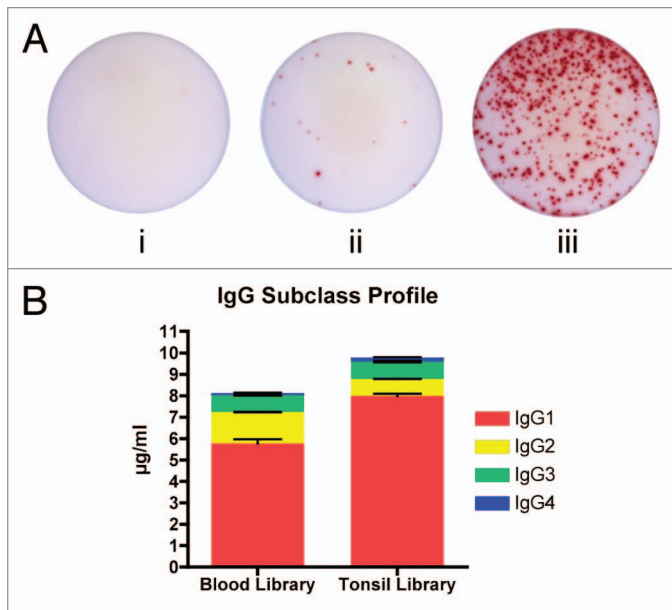 A
i
ii
iii
B
IgG Subclass Profile
11
10
9
8
7
6
5
4
3
2
1
0
µg/ml
Blood Library
Tonsil Library
IgG1
IgG2
IgG3
IgG4